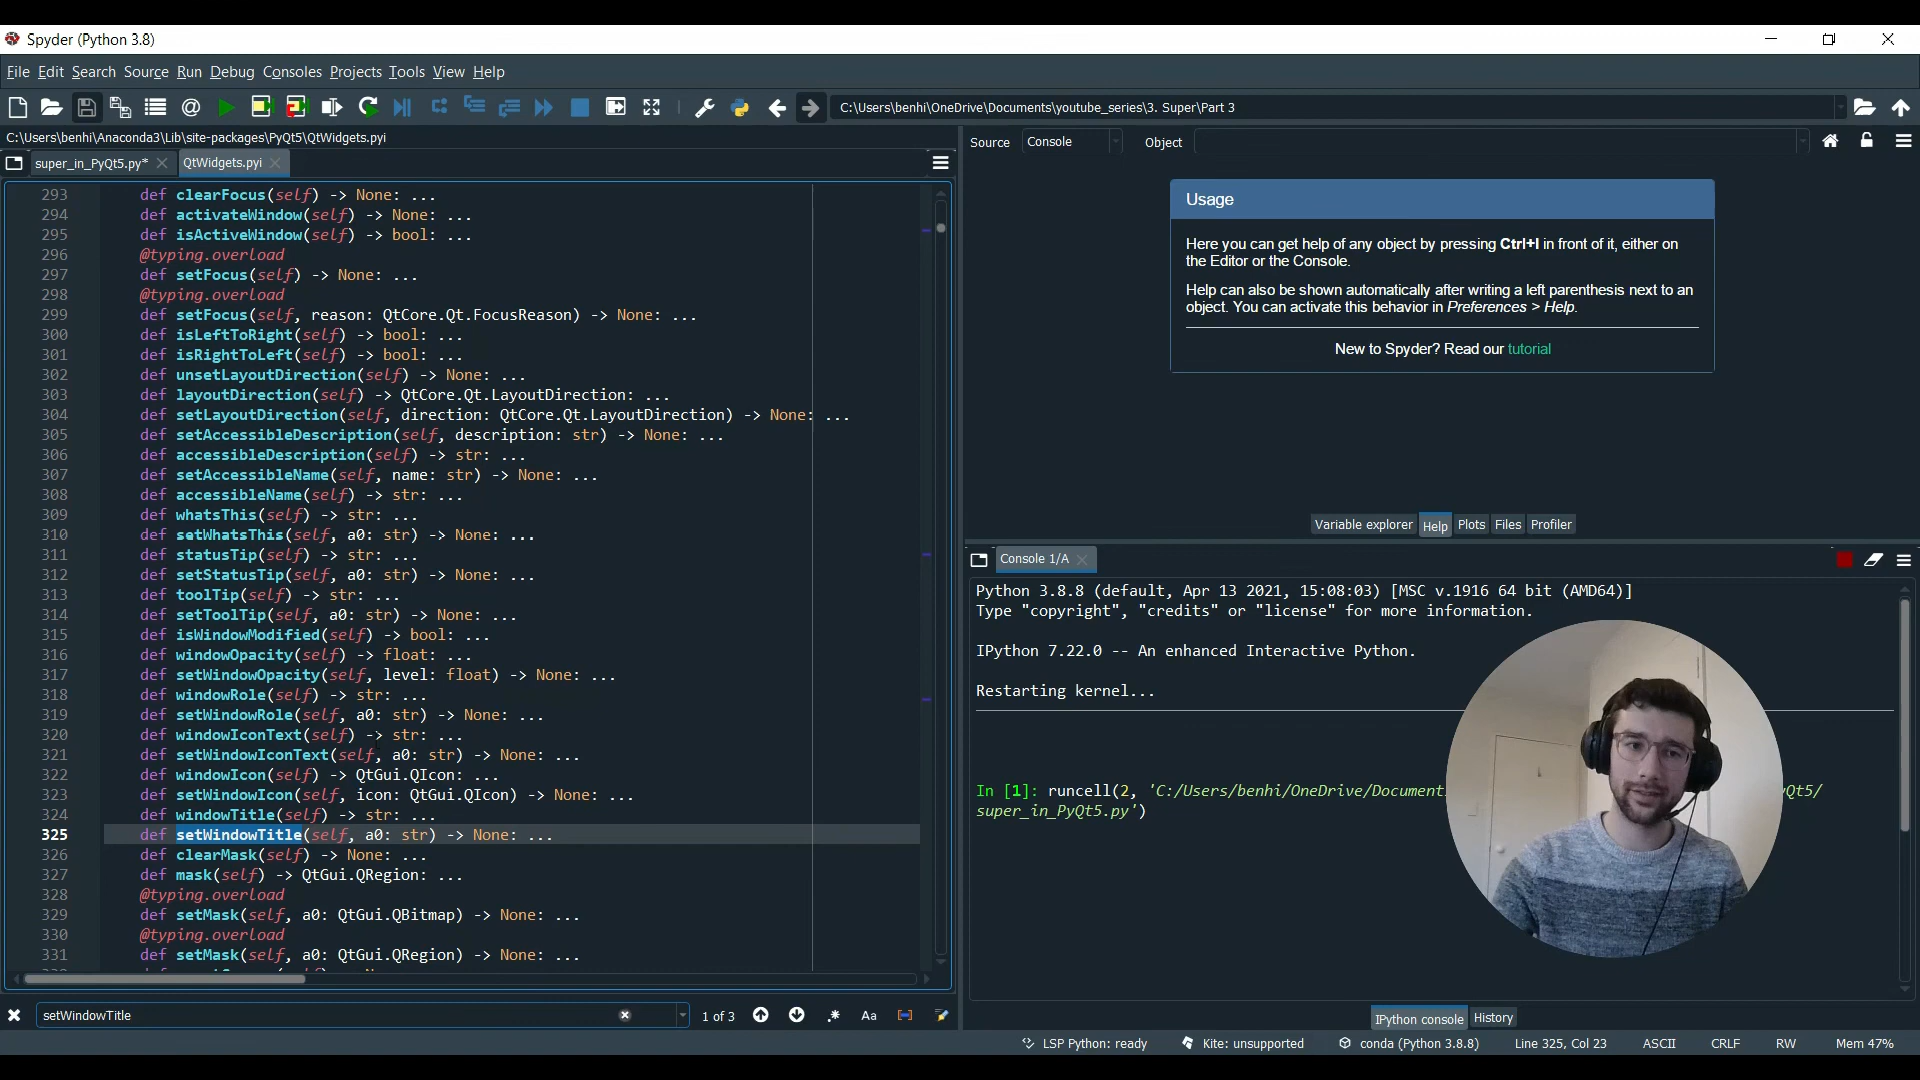 Spyder (Python 3.8)
File Edit Search Source Run Debug Consoles Projects Tools View Help
C:\Users\benhi\OneDrive\Documents\youtube_series\3. Super\Part 3
C:\Users\benhi\Anaconda3\Lib\site-packages\PyQt5\QtWidgets.pyi
super_in_PyQt5.py* QtWidgets.pyi
293 def clearFocus(self) -> None: ...
294 def activateWindow(self) -> None: ...
295 def isActiveWindow(self) -> bool: ...
296 @typing.overload
297 def setFocus(self) -> None: ...
298 @typing.overload
299 def setFocus(self, reason: QtCore.Qt.FocusReason) -> None: ...
300 def isLeftToRight(self) -> bool: ...
301 def isRightToLeft(self) -> bool: ...
302 def unsetLayoutDirection(self) -> None: ...
303 def layoutDirection(self) -> QtCore.Qt.LayoutDirection: ...
304 def setLayoutDirection(self, direction: QtCore.Qt.LayoutDirection) -> None: ...
305 def setAccessibleDescription(self, description: str) -> None: ...
306 def accessibleDescription(self) -> str: ...
307 def setAccessibleName(self, name: str) -> None: ...
308 def accessibleName(self) -> str: ...
309 def whatsThis(self) -> str: ...
310 def setWhatsThis(self, a0: str) -> None: ...
311 def statusTip(self) -> str: ...
312 def setStatusTip(self, a0: str) -> None: ...
313 def toolTip(self) -> str: ...
314 def setToolTip(self, a0: str) -> None: ...
315 def isWindowModified(self) -> bool: ...
316 def windowOpacity(self) -> float: ...
317 def setWindowOpacity(self, level: float) -> None: ...
318 def windowRole(self) -> str: ...
319 def setWindowRole(self, a0: str) -> None: ...
320 def windowIconText(self) -> str: ...
321 def setWindowIconText(self, a0: str) -> None: ...
322 def windowIcon(self) -> QtGui.QIcon: ...
323 def setWindowIcon(self, icon: QtGui.QIcon) -> None: ...
324 def windowTitle(self) -> str: ...
325 def setWindowTitle(self, a0: str) -> None: ...
326 def clearMask(self) -> None: ...
327 def mask(self) -> QtGui.QRegion: ...
328 @typing.overload
329 def setMask(self, a0: QtGui.QBitmap) -> None: ...
330 @typing.overload
331 def setMask(self, a0: QtGui.QRegion) -> None: ...
setWindowTitle 1 of 3 .* Aa
Source Console Object
Usage
Here you can get help of any object by pressing Ctrl+I in front of it, either on
the Editor or the Console.
Help can also be shown automatically after writing a left parenthesis next to an
object. You can activate this behavior in Preferences > Help.
New to Spyder? Read our tutorial
Variable explorer Help Plots Files Profiler
Console 1/A
Python 3.8.8 (default, Apr 13 2021, 15:08:03) [MSC v.1916 64 bit (AMD64)]
Type "copyright", "credits" or "license" for more information.
IPython 7.22.0 -- An enhanced Interactive Python.
Restarting kernel...
In [1]: runcell(2, 'C:/Users/benhi/OneDrive/Document yQt5/
super_in_PyQt5.py')
IPython console History
LSP Python: ready Kite: unsupported conda (Python 3.8.8) Line 325, Col 23 ASCII CRLF RW Mem 47%